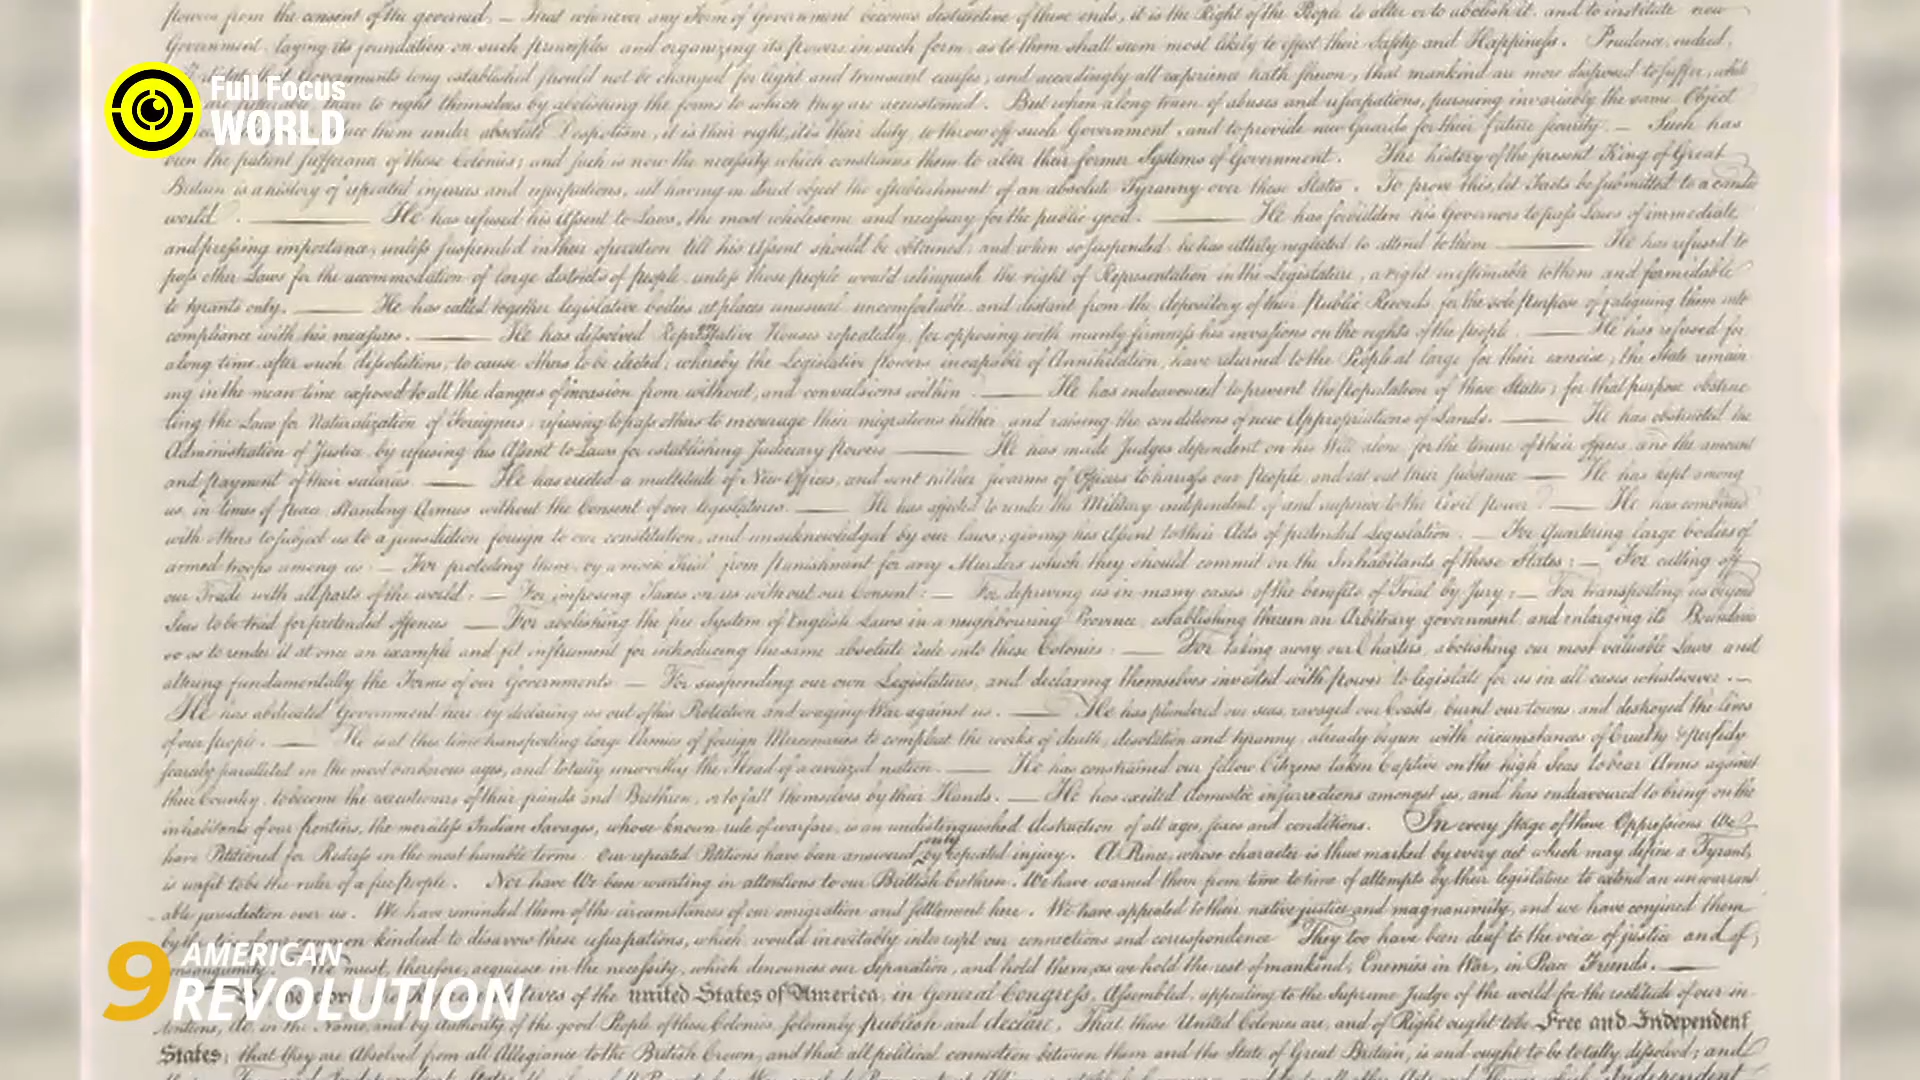 powers from the consent of the governed, — That whenever any Form of Government becomes destructive of these ends, it is the Right of the People to alter or to abolish it, and to institute new
Government, laying its foundation on such principles and organizing its powers in such form, as to them shall seem most likely to effect their Safety and Happiness. Prudence, indeed,
Governments long established should not be changed for light and transient causes; and accordingly all experience hath shewn, that mankind are more disposed to suffer, while
are sufferable, than to right themselves by abolishing the forms to which they are accustomed. But when a long train of abuses and usurpations, pursuing invariably the same Object
Full Focus
WORLD
them under absolute Despotism, it is their right, it is their duty, to throw off such Government, and to provide new Guards for their future security. — Such has
been the patient sufferance of these Colonies; and such is now the necessity which constrains them to alter their former Systems of Government. The history of the present King of Great
Britain is a history of repeated injuries and usurpations, all having in direct object the establishment of an absolute Tyranny over these States. To prove this, let Facts be submitted to a candid
world. — He has refused his Assent to Laws, the most wholesome and necessary for the public good. — He has forbidden his Governors to pass Laws of immediate
and pressing importance, unless suspended in their operation till his Assent should be obtained; and when so suspended, he has utterly neglected to attend to them. — He has refused to
pass other Laws for the accommodation of large districts of people, unless those people would relinquish the right of Representation in the Legislature, a right inestimable to them and formidable
to tyrants only. — He has called together legislative bodies at places unusual, uncomfortable, and distant from the depository of their Public Records, for the sole purpose of fatiguing them into
compliance with his measures. — He has dissolved Representative Houses repeatedly, for opposing with manly firmness his invasions on the rights of the people. — He has refused for
a long time, after such dissolutions, to cause others to be elected; whereby the Legislative powers, incapable of Annihilation, have returned to the People at large for their exercise; the State remain
ing in the mean time exposed to all the dangers of invasion from without, and convulsions within. — He has endeavoured to prevent the population of these States; for that purpose obstruc
ting the Laws for Naturalization of Foreigners; refusing to pass others to encourage their migrations hither, and raising the conditions of new Appropriations of Lands. — He has obstructed the
Administration of Justice, by refusing his Assent to Laws for establishing Judiciary powers. — He has made Judges dependent on his Will alone, for the tenure of their offices, and the amount
and payment of their salaries. — He has erected a multitude of New Offices, and sent hither swarms of Officers to harrass our People, and eat out their substance. — He has kept among
us, in times of peace, Standing Armies without the Consent of our legislatures. — He has affected to render the Military independent of and superior to the Civil power. — He has combined
with others to subject us to a jurisdiction foreign to our constitution, and unacknowledged by our laws; giving his Assent to their Acts of pretended Legislation: — For Quartering large bodies of
armed troops among us: — For protecting them, by a mock Trial, from punishment for any Murders which they should commit on the Inhabitants of these States: — For cutting off
our Trade with all parts of the world: — For imposing Taxes on us without our Consent: — For depriving us in many cases, of the benefits of Trial by Jury: — For transporting us beyond
Seas to be tried for pretended offences — For abolishing the free System of English Laws in a neighbouring Province, establishing therein an Arbitrary government, and enlarging its Boundaries
so as to render it at once an example and fit instrument for introducing the same absolute rule into these Colonies: — For taking away our Charters, abolishing our most valuable Laws, and
altering fundamentally the Forms of our Governments: — For suspending our own Legislatures, and declaring themselves invested with power to legislate for us in all cases whatsoever. —
He has abdicated Government here, by declaring us out of his Protection and waging War against us. — He has plundered our seas, ravaged our Coasts, burnt our towns, and destroyed the lives
of our people. — He is at this time transporting large Armies of foreign Mercenaries to compleat the works of death, desolation and tyranny, already begun with circumstances of Cruelty & perfidy
scarcely paralleled in the most barbarous ages, and totally unworthy the Head of a civilized nation. — He has constrained our fellow Citizens taken Captive on the high Seas to bear Arms against
their Country, to become the executioners of their friends and Brethren, or to fall themselves by their Hands. — He has excited domestic insurrections amongst us, and has endeavoured to bring on the
inhabitants of our frontiers, the merciless Indian Savages, whose known rule of warfare, is an undistinguished destruction of all ages, sexes and conditions. In every stage of these Oppressions We
have Petitioned for Redress in the most humble terms: Our repeated Petitions have been answered only by repeated injury. A Prince, whose character is thus marked by every act which may define a Tyrant,
is unfit to be the ruler of a free people. Nor have We been wanting in attentions to our Brittish brethren. We have warned them from time to time of attempts by their legislature to extend an unwarrant
able jurisdiction over us. We have reminded them of the circumstances of our emigration and settlement here. We have appealed to their native justice and magnanimity, and we have conjured them
by kindred to disavow these usurpations, which would inevitably interrupt our connections and correspondence. They too have been deaf to the voice of justice and of
consanguinity. We must, therefore, acquiesce in the necessity, which denounces our Separation, and hold them, as we hold the rest of mankind, Enemies in War, in Peace Friends. —
of the united States of America, in General Congress, Assembled, appealing to the Supreme Judge of the world for the rectitude of our in
tentions, do, in the Name, and by Authority of the good People of these Colonies, solemnly publish and declare, That these United Colonies are, and of Right ought to be Free and Independent
States; that they are Absolved from all Allegiance to the British Crown, and that all political connection between them and the State of Great Britain, is and ought to be totally dissolved; and
9 AMERICAN
REVOLUTION